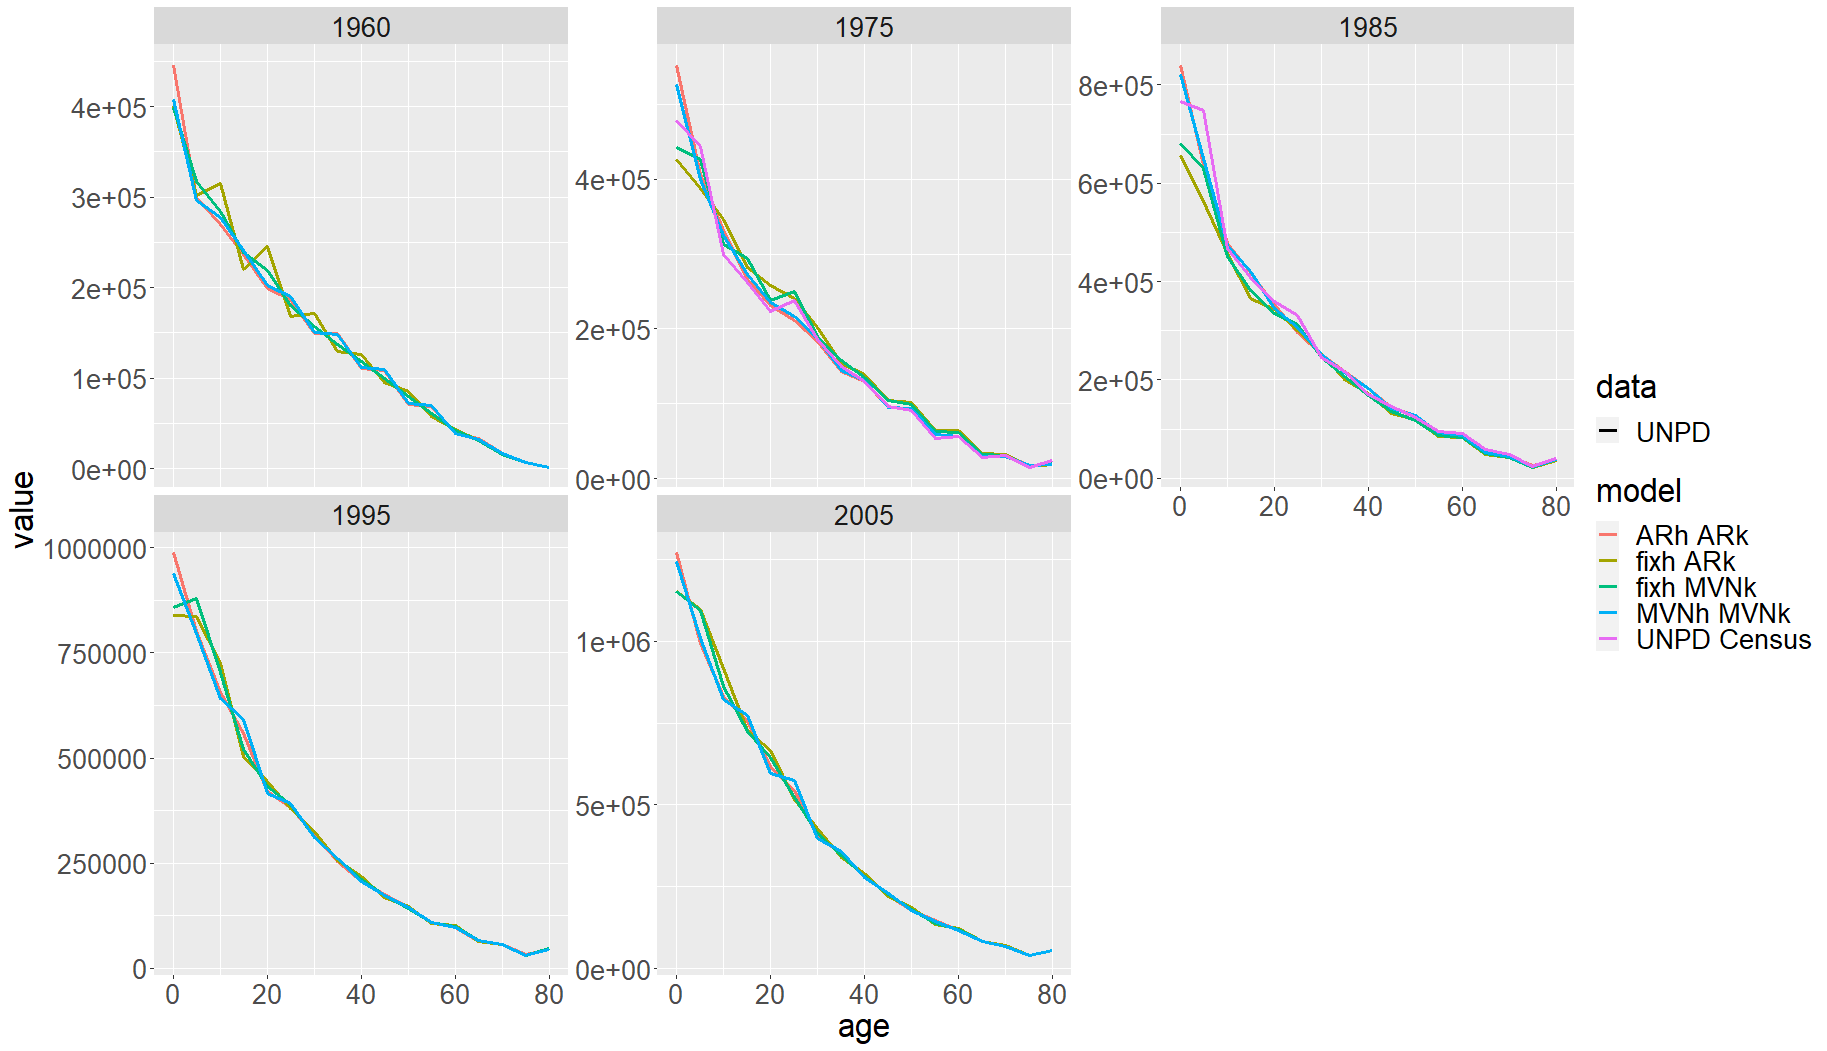 1960
1975
1985
4e+05
3e+05
2e+05
1e+05
0e+00
4e+05
2e+05
0e+00
8e+05
6e+05
4e+05
2e+05
0e+00
0 20 40 60 80
1995
2005
1000000
750000
500000
250000
0
0 20 40 60 80
1e+06
5e+05
0e+00
0 20 40 60 80
value
age
data
UNPD
model
ARh ARk
fixh ARk
fixh MVNk
MVNh MVNk
UNPD Census